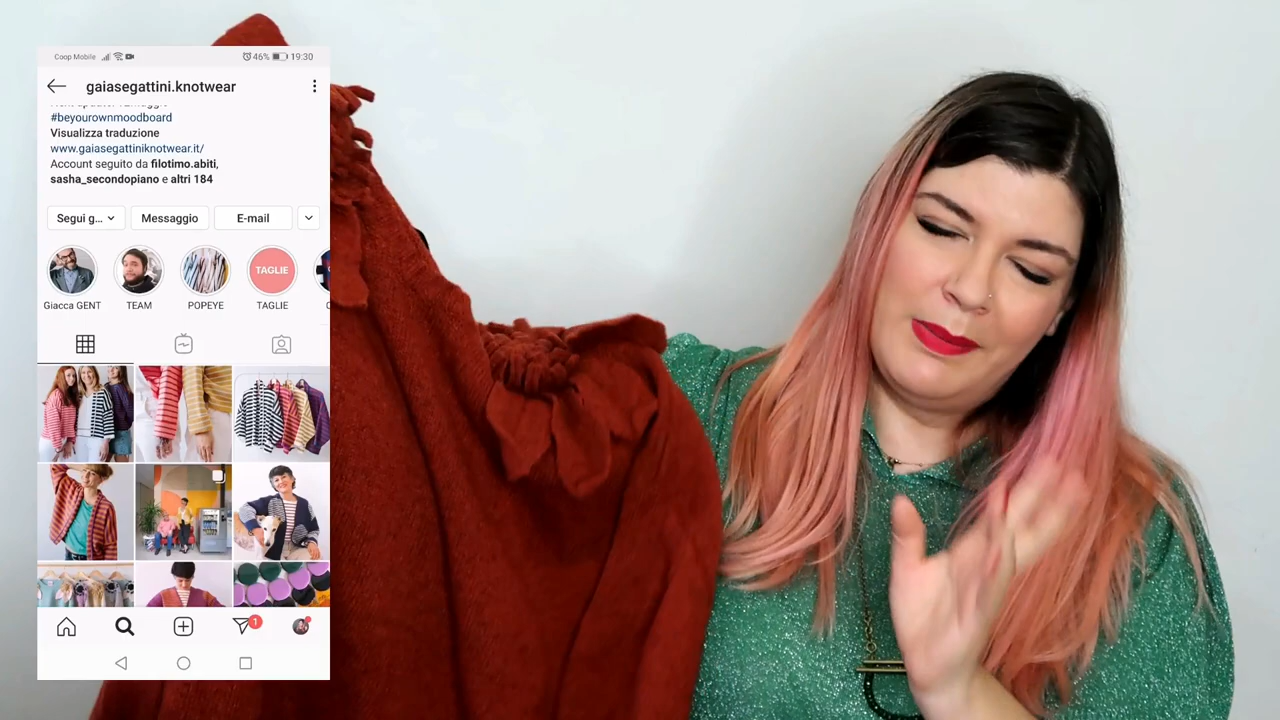 Coop Mobile
46% 19:30
gaiasegattini.knotwear
#beyourownmoodboard
Visualizza traduzione
www.gaiasegattiniknotwear.it/
Account seguito da filotimo.abiti,
sasha_secondopiano e altri 184
Segui g... Messaggio E-mail
TAGLIE
Giacca GENT TEAM POPEYE TAGLIE
1